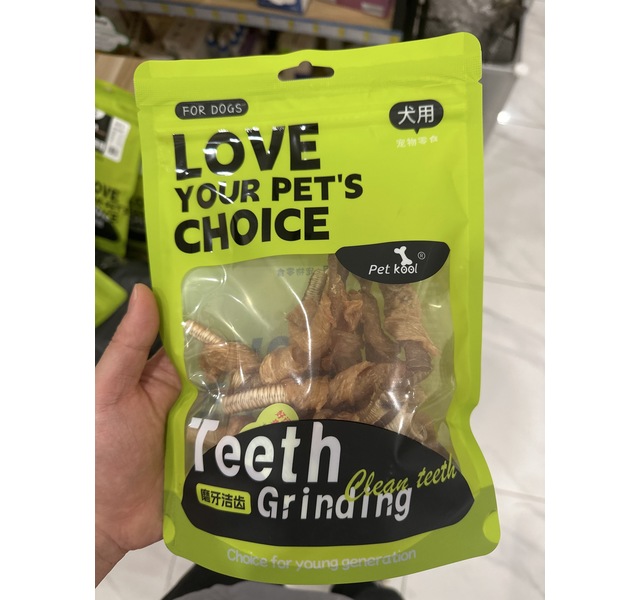 FOR DOGS
犬用
宠物零食
LOVE
YOUR PET'S
CHOICE
Pet kool®
Teeth
Clean teeth
磨牙洁齿
Grinding
Choice for young generation